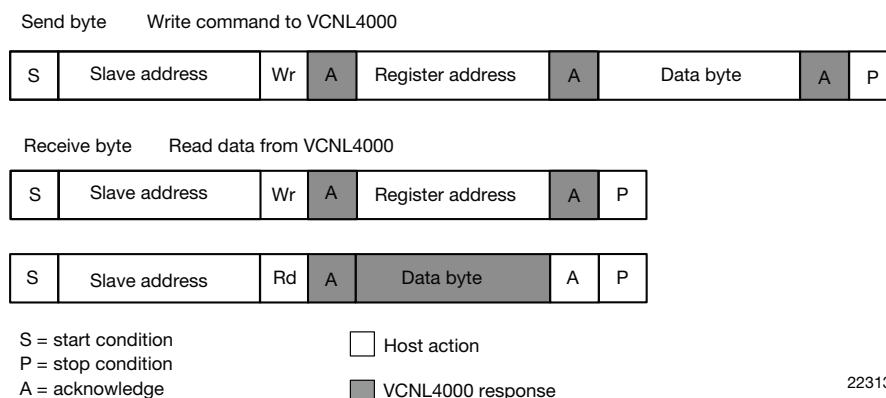 Send byte Write command to VCNL4000
S Slave address Wr A Register address A Data byte A P
Receive byte Read data from VCNL4000
S Slave address Wr A Register address A P
S Slave address Rd A Data byte A P
S = start condition
P = stop condition
A = acknowledge
Host action
VCNL4000 response